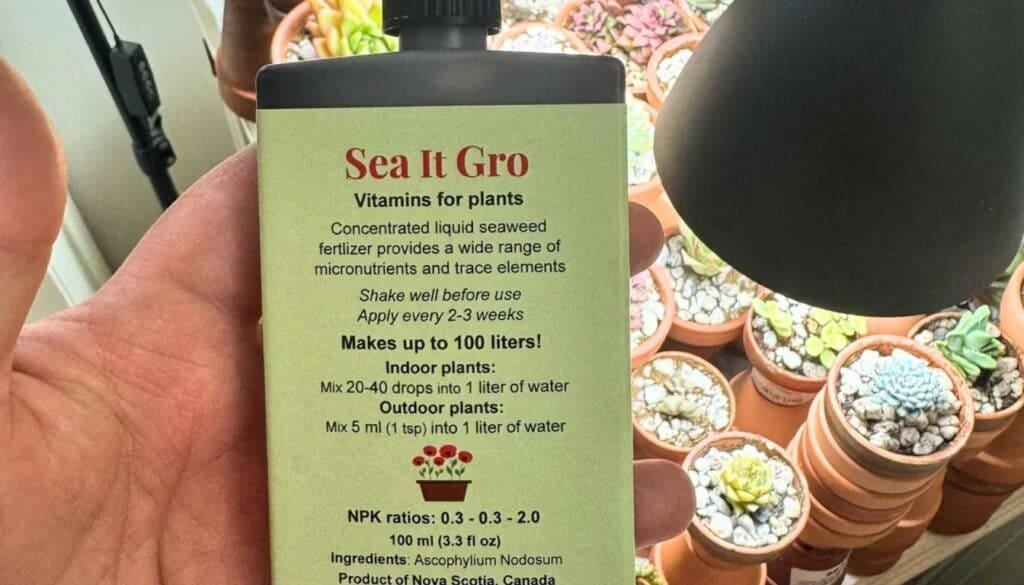 Sea It Gro
Vitamins for plants
Concentrated liquid seaweed
fertlizer provides a wide range of
micronutrients and trace elements
Shake well before use
Apply every 2-3 weeks
Makes up to 100 liters!
Indoor plants:
Mix 20-40 drops into 1 liter of water
Outdoor plants:
Mix 5 ml (1 tsp) into 1 liter of water
NPK ratios: 0.3 - 0.3 - 2.0
100 ml (3.3 fl oz)
Ingredients: Ascophylium Nodosum
Product of Nova Scotia, Canada